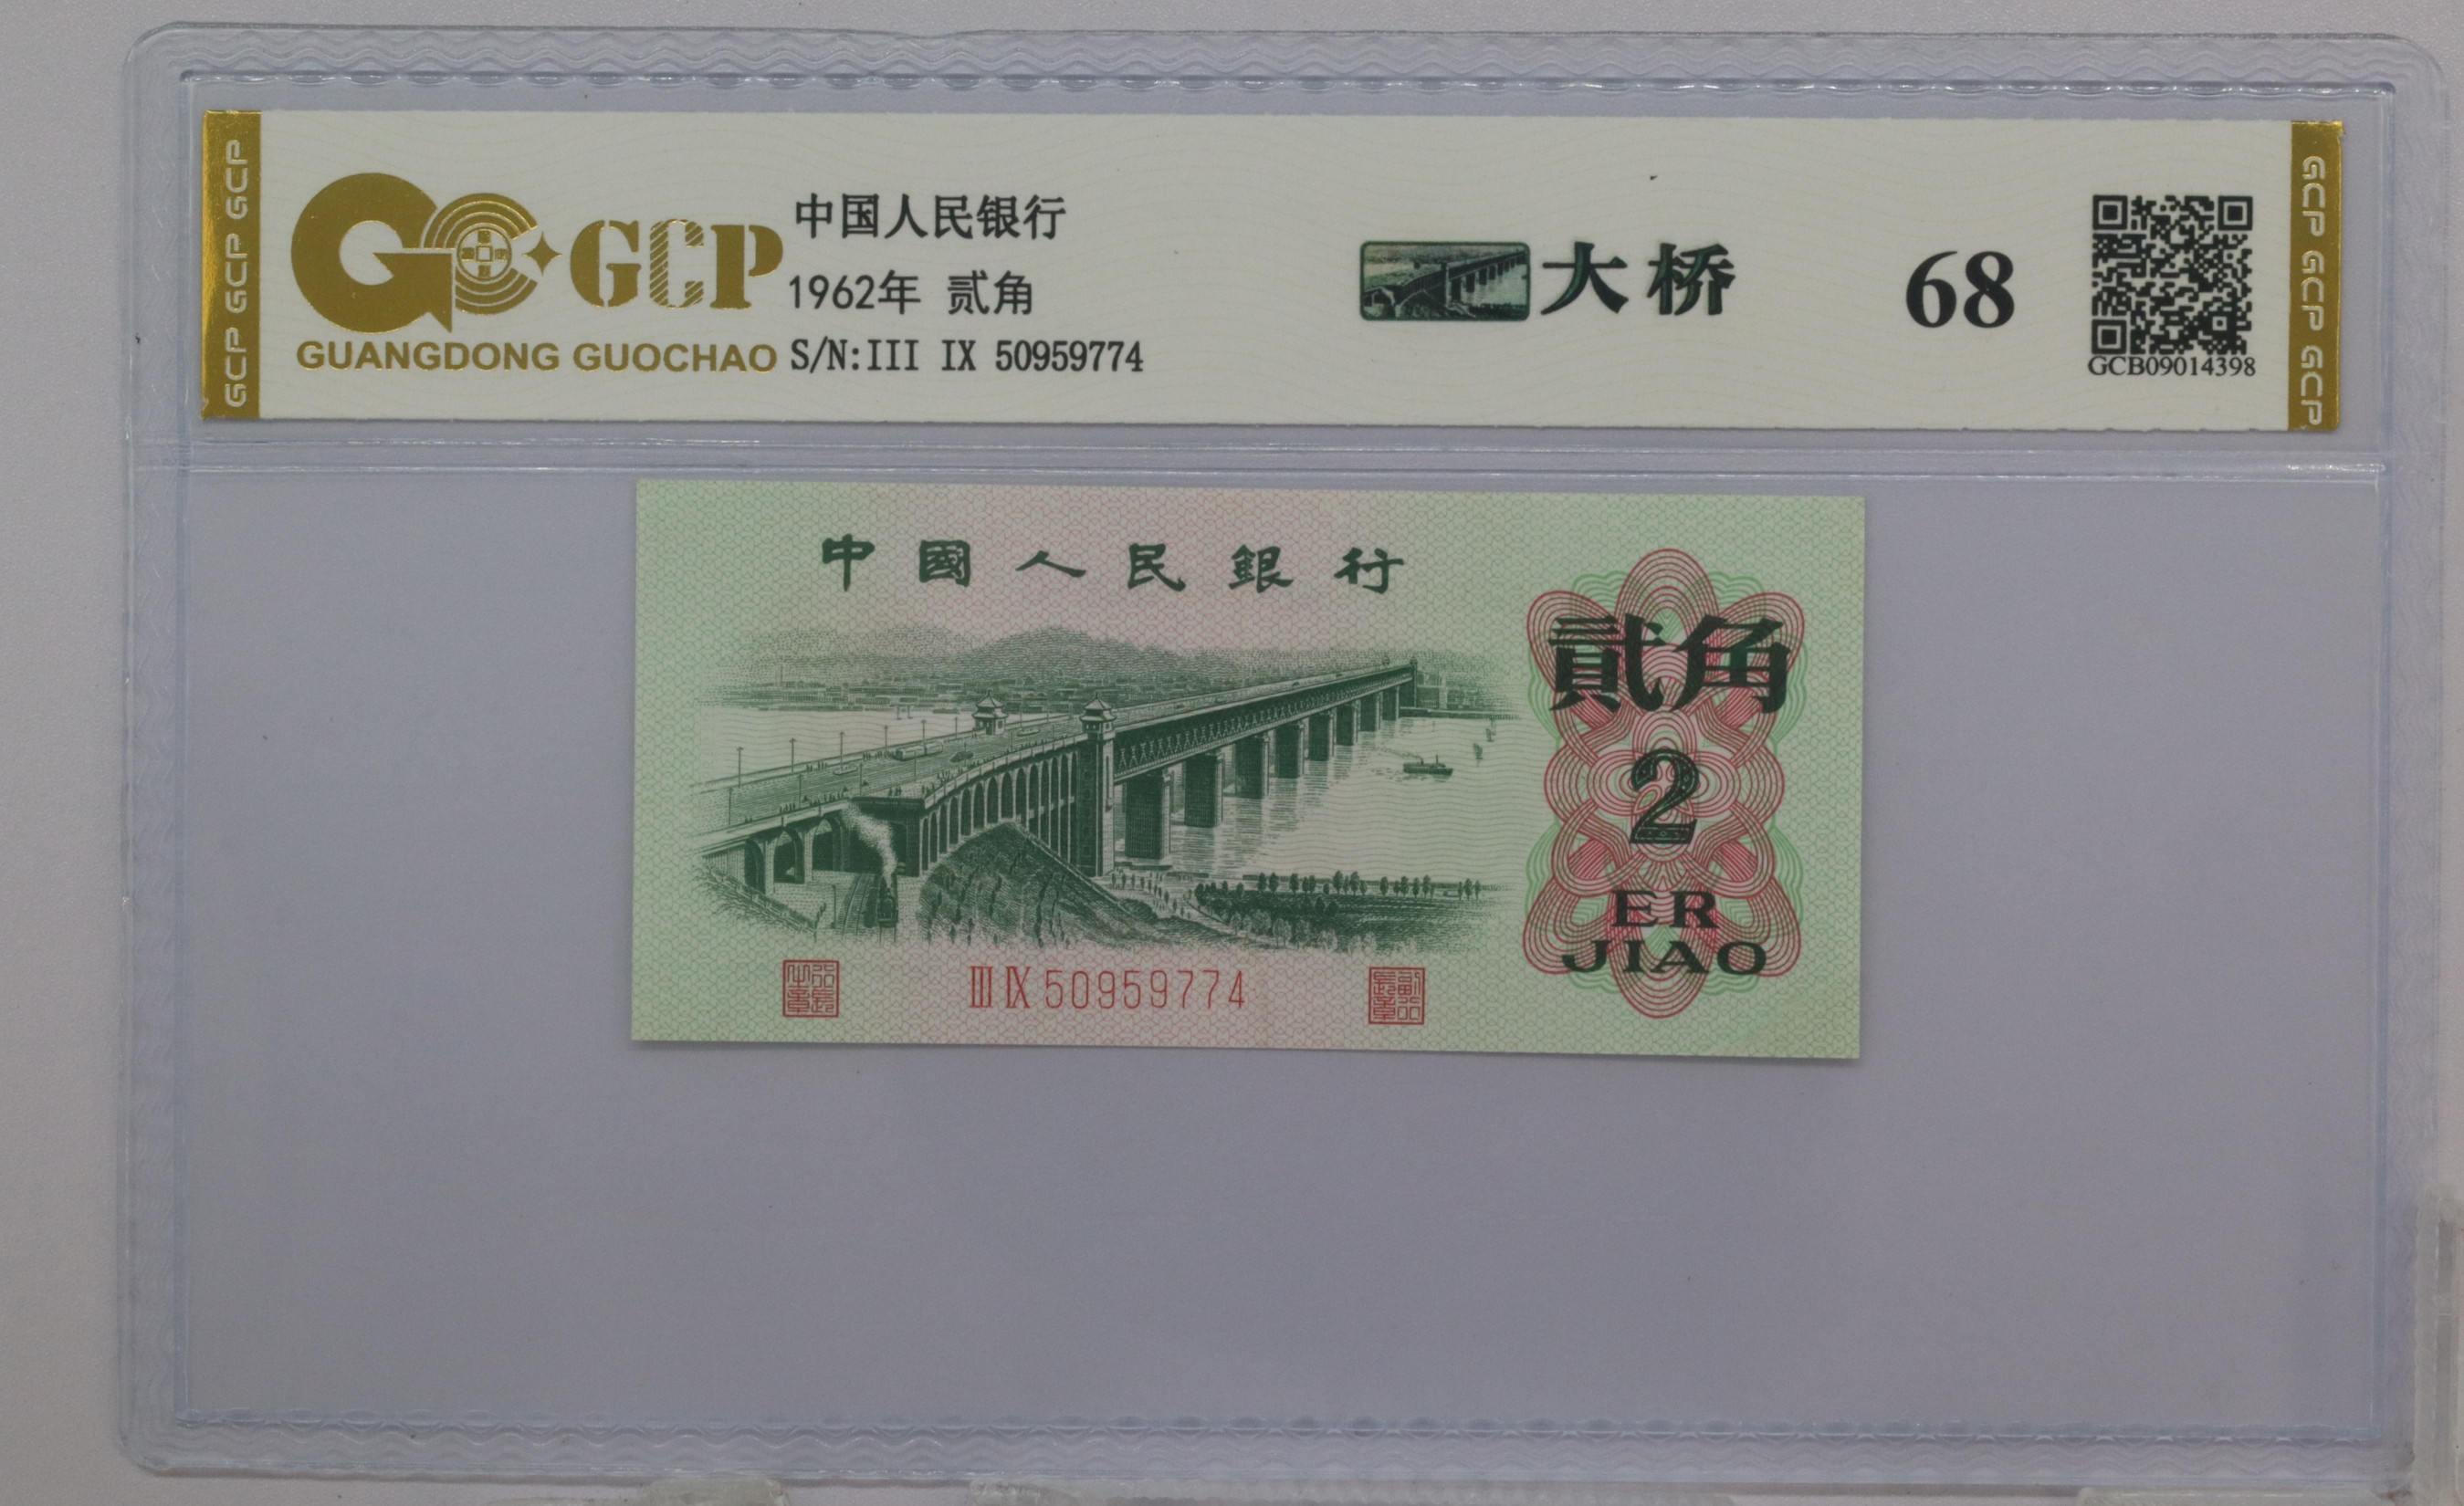 GCP GCP GCP
GCP
GUANGDONG GUOCHAO
中国人民银行
1962年 贰角
S/N:III IX 50959774
大桥
68
GCB09014398
GCP GCP GCP
中國人民銀行
貳角
2
ER
JIAO
III IX 50959774